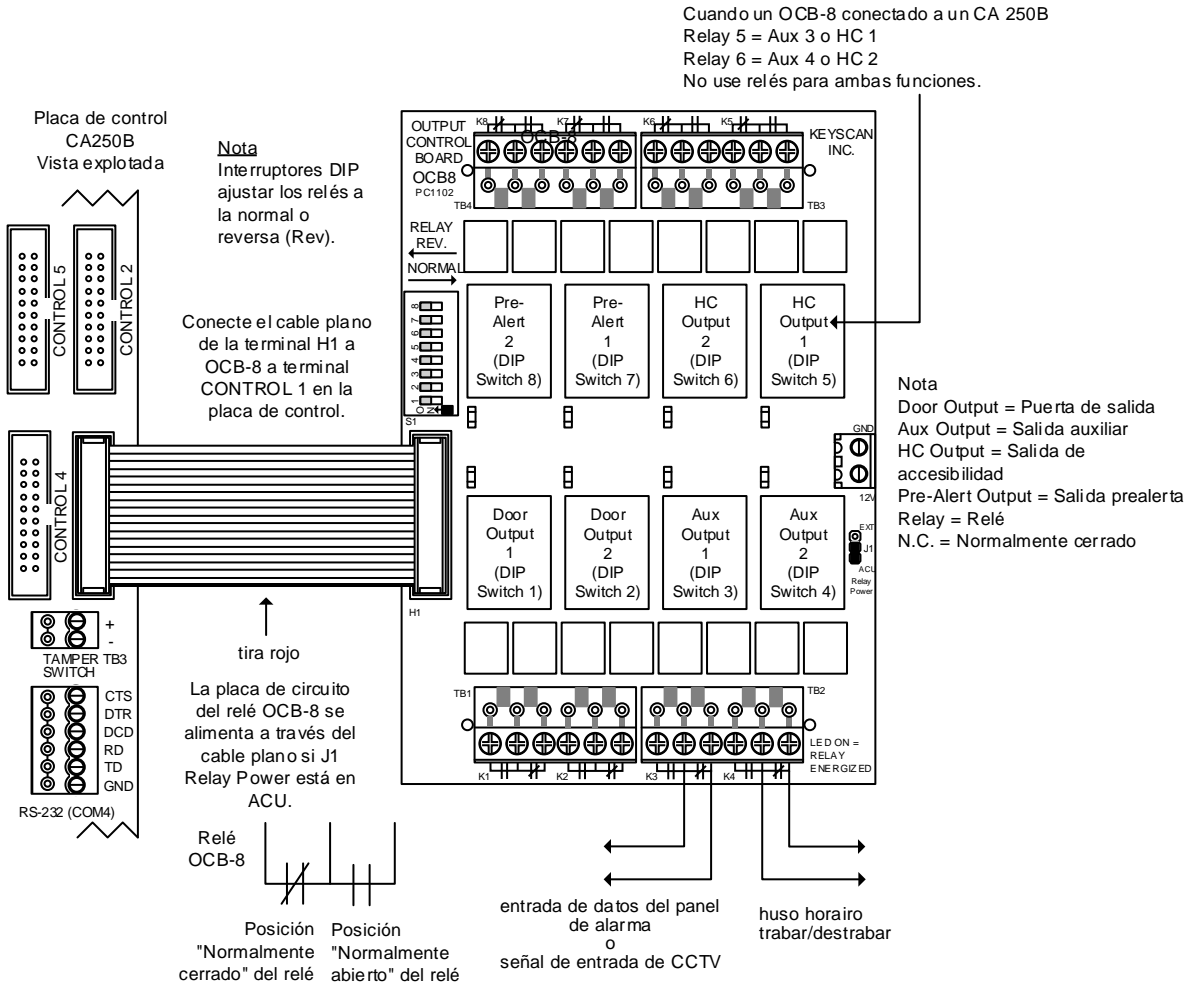 Cuando un OCB-8 conectado a un CA 250B
Relay 5 = Aux 3 o HC 1
Relay 6 = Aux 4 o HC 2
No use relés para ambas funciones.
Placa de control
CA250B
Vista explotada
Nota
Interruptores DIP
ajustar los relés a
la normal o
reversa (Rev).
Conecte el cable plano
de la terminal H1 a
OCB-8 a terminal
CONTROL 1 en la
placa de control.
CONTROL 5
CONTROL 2
CONTROL 4
OUTPUT
CONTROL
BOARD
OCB8
PC1102
K8
K7
K6
K5
OCB-8
KEYSCAN
INC.
TB4
TB3
RELAY
REV.
NORMAL
8
7
6
5
4
3
2
1
ON
S1
Pre-
Alert
2
(DIP
Switch 8)
Pre-
Alert
1
(DIP
Switch 7)
HC
Output
2
(DIP
Switch 6)
HC
Output
1
(DIP
Switch 5)
GND
12V
EXT
J1
ACU
Relay
Power
Door
Output
1
(DIP
Switch 1)
Door
Output
2
(DIP
Switch 2)
Aux
Output
1
(DIP
Switch 3)
Aux
Output
2
(DIP
Switch 4)
H1
TB1
TB2
K1
K2
K3
K4
LED ON =
RELAY
ENERGIZED
Nota
Door Output = Puerta de salida
Aux Output = Salida auxiliar
HC Output = Salida de
accesibilidad
Pre-Alert Output = Salida prealerta
Relay = Relé
N.C. = Normalmente cerrado
+
-
TAMPER TB3
SWITCH
CTS
DTR
DCD
RD
TD
GND
RS-232 (COM4)
tira rojo
La placa de circuito
del relé OCB-8 se
alimenta a través del
cable plano si J1
Relay Power está en
ACU.
Relé
OCB-8
Posición
"Normalmente
cerrado" del relé
Posición
"Normalmente
abierto" del relé
entrada de datos del panel
de alarma
o
señal de entrada de CCTV
huso horairo
trabar/destrabar